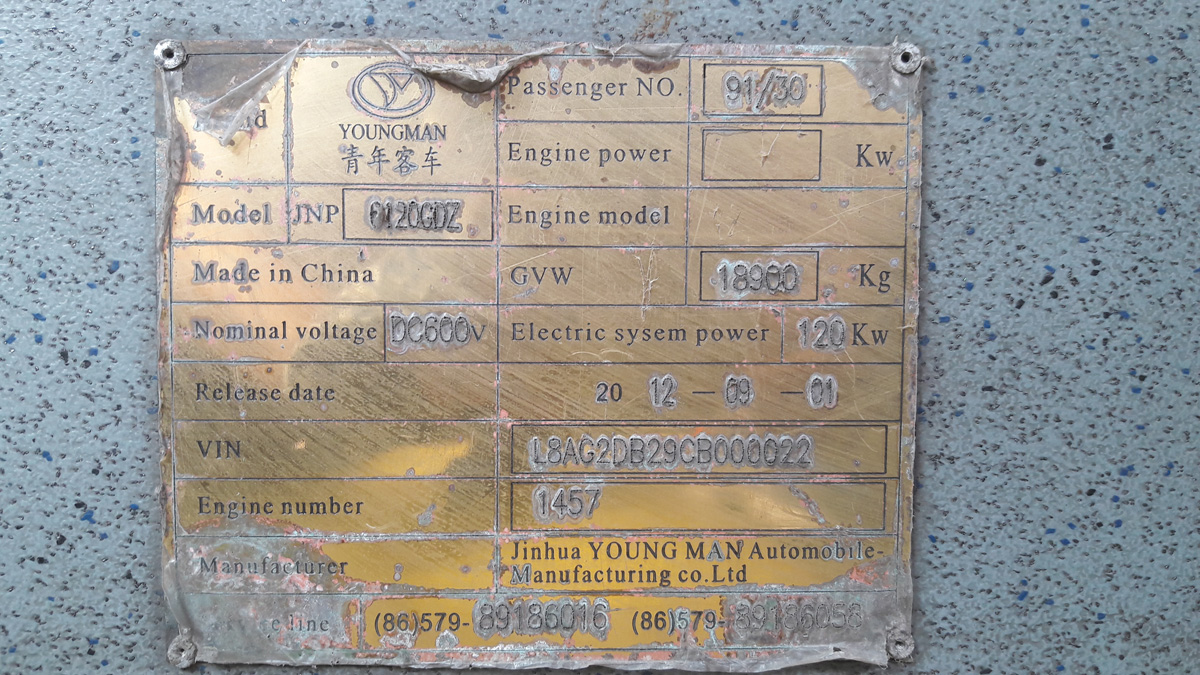 YOUNGMAN
青年客车
Passenger NO. 91/30
Engine power Kw
Model JNP 6120GDZ
Engine model
Made in China
GVW 18900 Kg
Nominal voltage DC600V
Electric sysem power 120 Kw
Release date 20 12 - 09 - 01
VIN L8AG2DB29CB000022
Engine number 1457
Manufacturer
Jinhua YOUNG MAN Automobile-
Manufacturing co.Ltd
line (86)579-89186016 (86)579-89186058